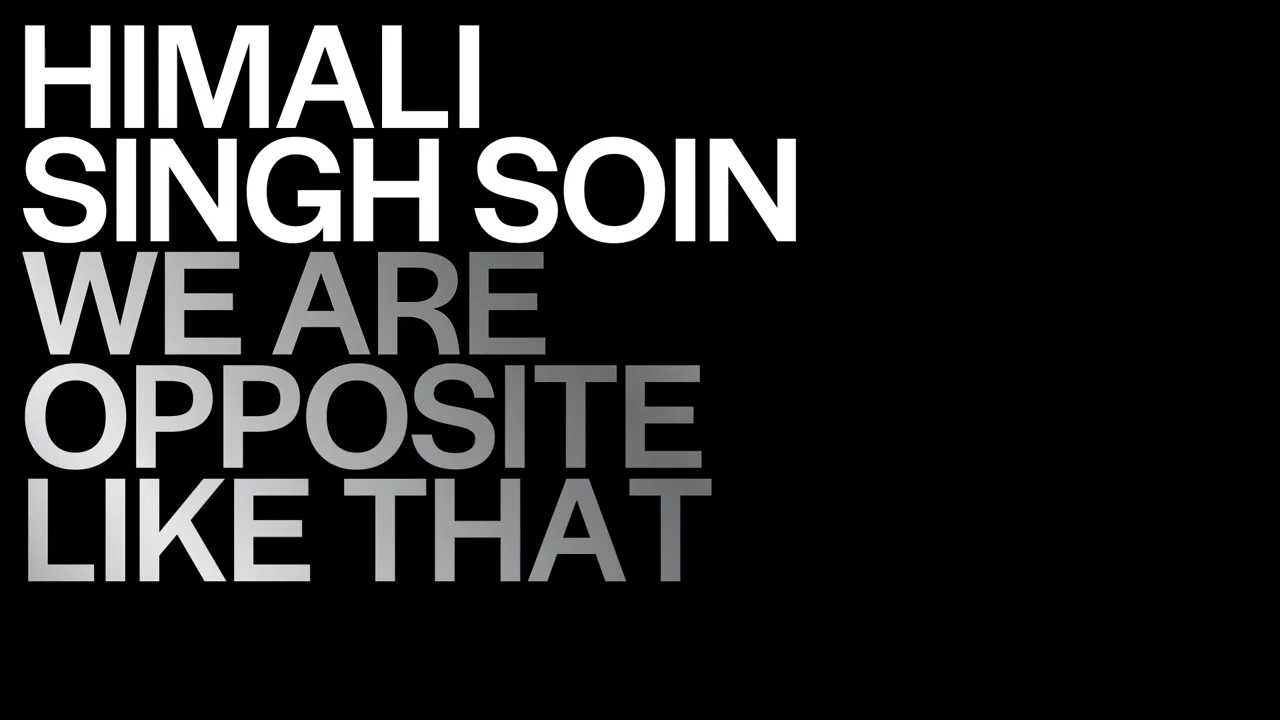 HIMALI
SINGH SOIN
WE ARE
OPPOSITE
LIKE THAT